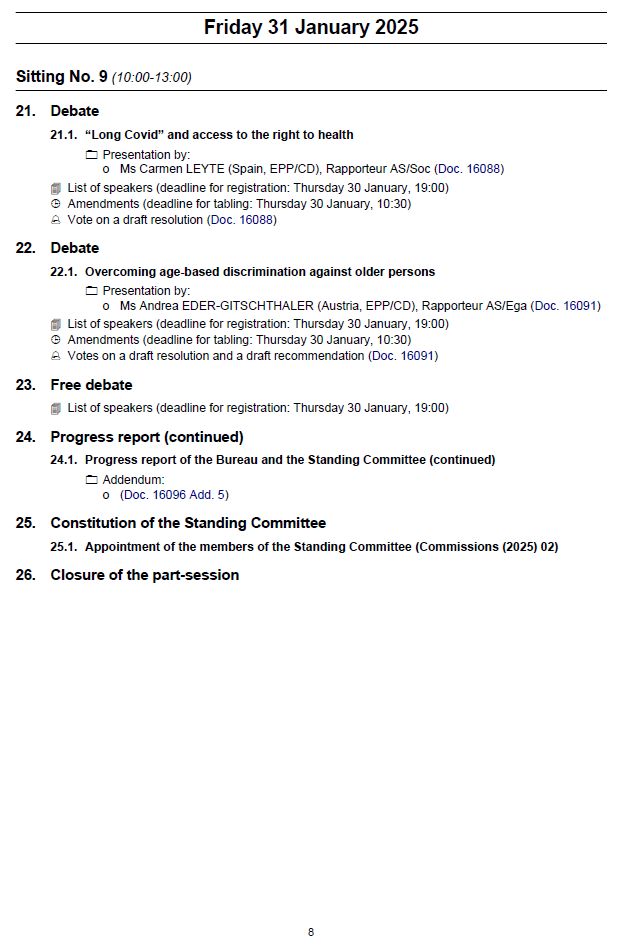 Friday 31 January 2025
Sitting No. 9 (10:00-13:00)
21. Debate
21.1. “Long Covid” and access to the right to health
Presentation by:
o Ms Carmen LEYTE (Spain, EPP/CD), Rapporteur AS/Soc (Doc. 16088)
List of speakers (deadline for registration: Thursday 30 January, 19:00)
Amendments (deadline for tabling: Thursday 30 January, 10:30)
Vote on a draft resolution (Doc. 16088)
22. Debate
22.1. Overcoming age-based discrimination against older persons
Presentation by:
o Ms Andrea EDER-GITSCHTHALER (Austria, EPP/CD), Rapporteur AS/Ega (Doc. 16091)
List of speakers (deadline for registration: Thursday 30 January, 19:00)
Amendments (deadline for tabling: Thursday 30 January, 10:30)
Votes on a draft resolution and a draft recommendation (Doc. 16091)
23. Free debate
List of speakers (deadline for registration: Thursday 30 January, 19:00)
24. Progress report (continued)
24.1. Progress report of the Bureau and the Standing Committee (continued)
Addendum:
o (Doc. 16096 Add. 5)
25. Constitution of the Standing Committee
25.1. Appointment of the members of the Standing Committee (Commissions (2025) 02)
26. Closure of the part-session
8